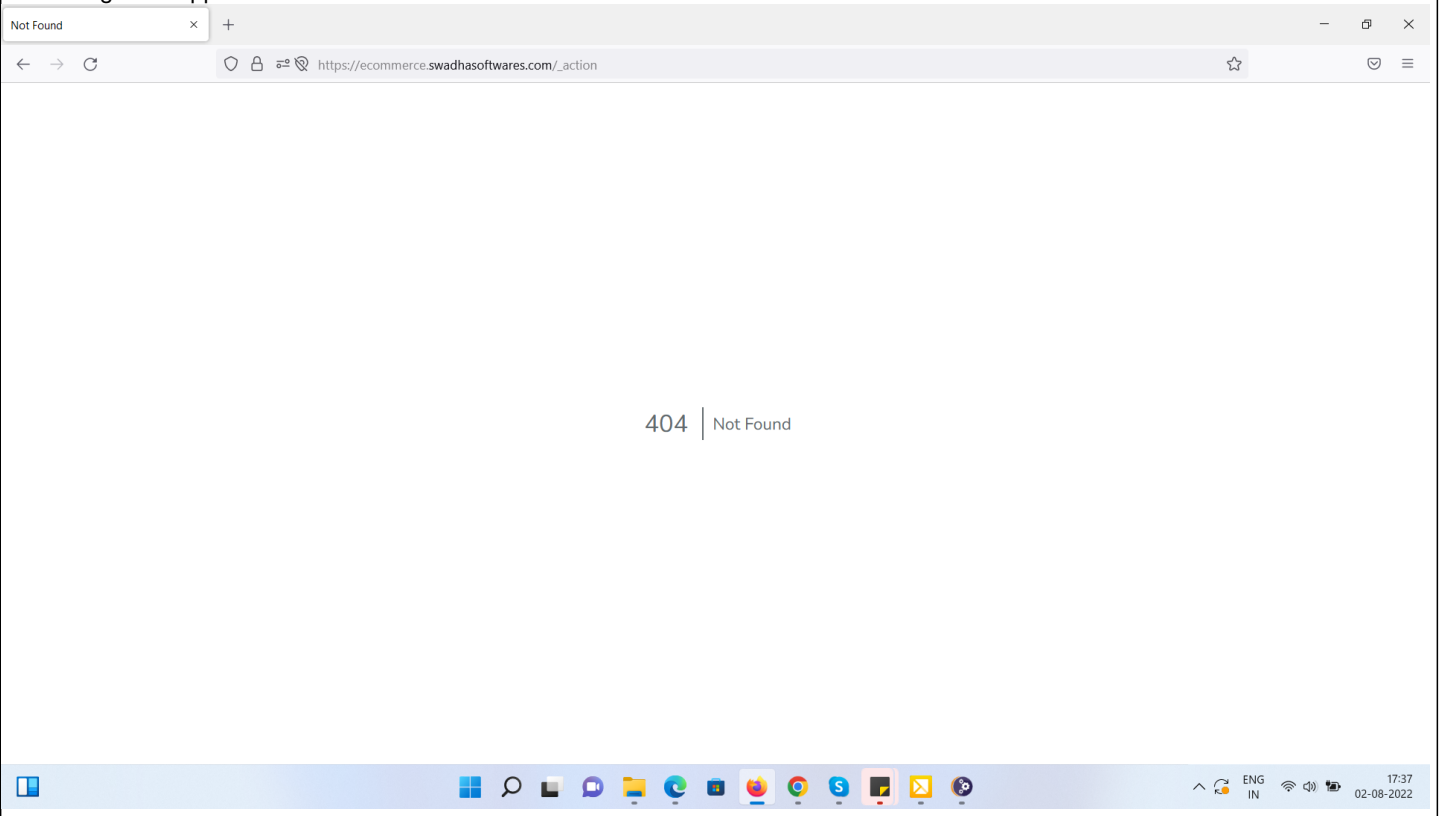 Not Found
https://ecommerce.swadhasoftwares.com/_action
404 Not Found
ENG
IN
17:37
02-08-2022